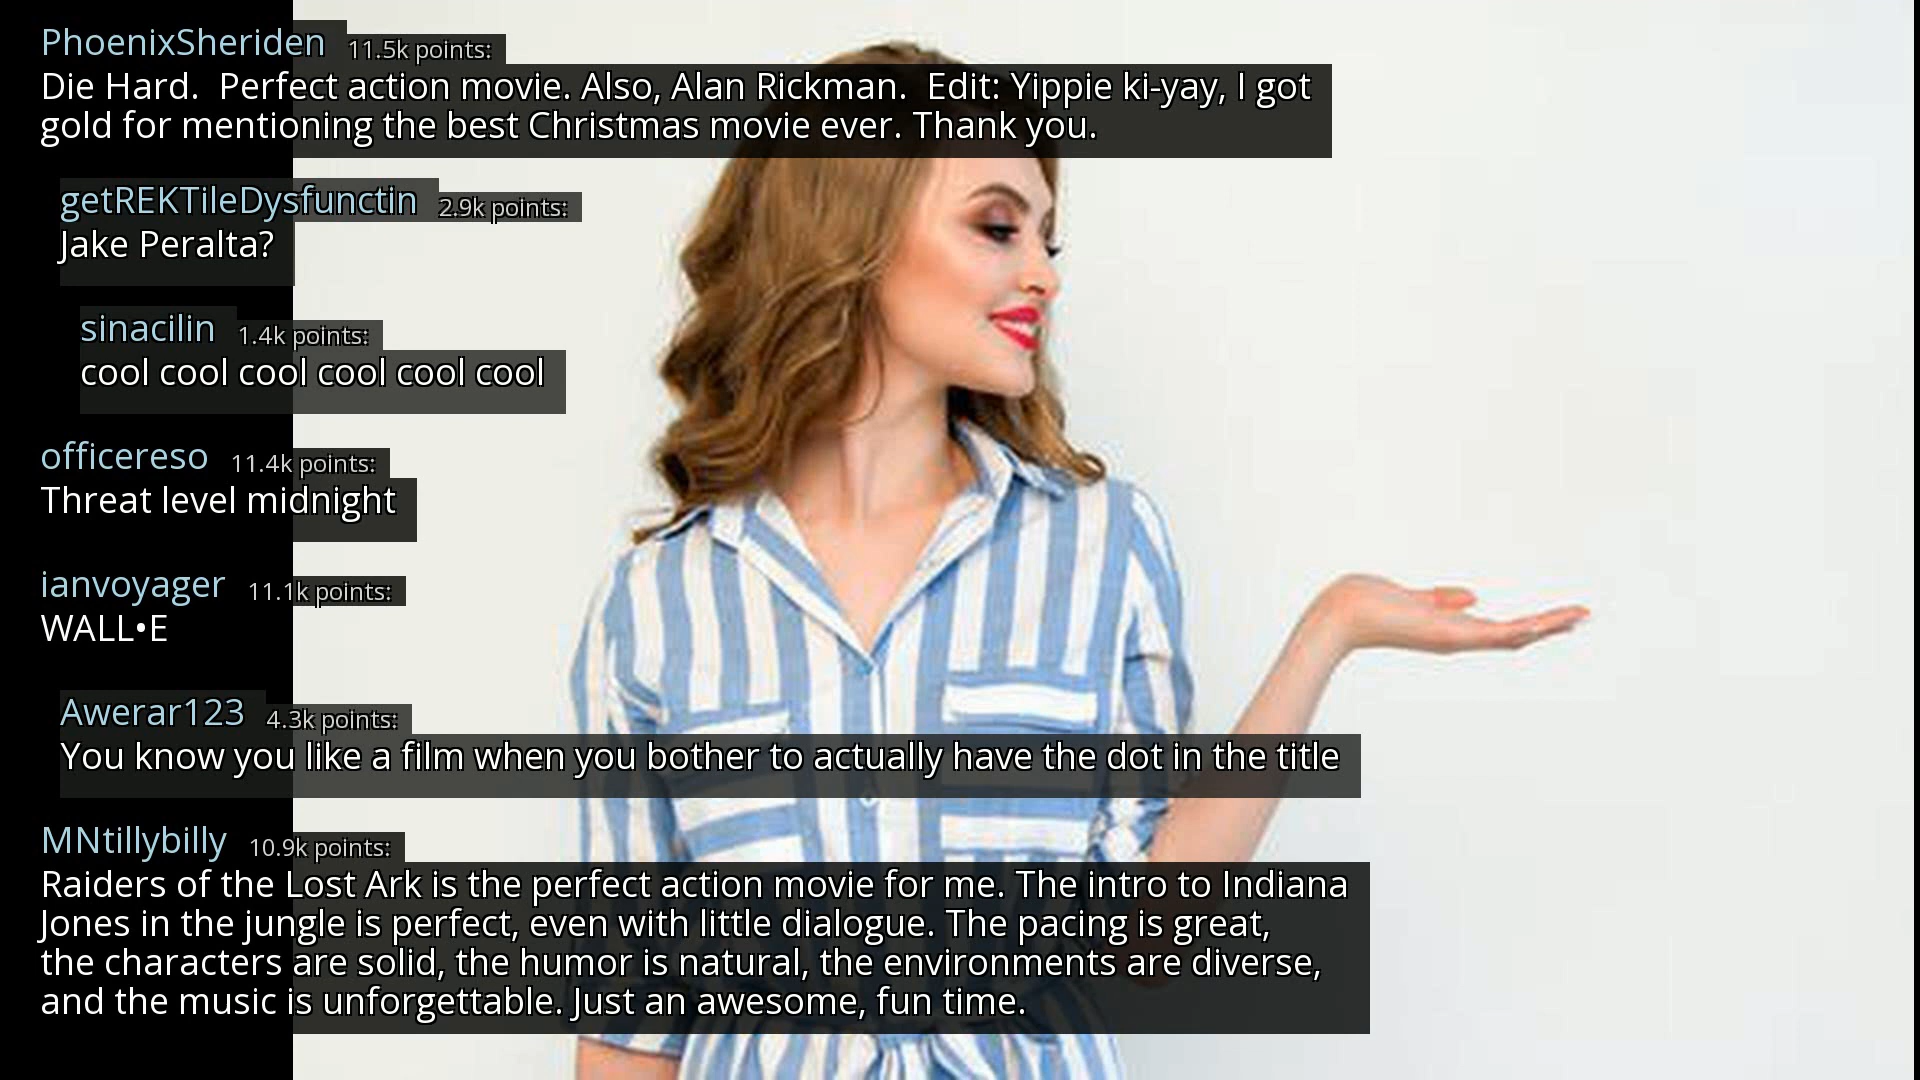 PhoenixSheriden 11.5k points:
Die Hard.  Perfect action movie. Also, Alan Rickman.  Edit: Yippie ki-yay, I got
gold for mentioning the best Christmas movie ever. Thank you.
getREKTileDysfunctin 2.9k points:
Jake Peralta?
sinacilin 1.4k points:
cool cool cool cool cool cool
officereso 11.4k points:
Threat level midnight
ianvoyager 11.1k points:
WALL•E
Awerar123 4.3k points:
You know you like a film when you bother to actually have the dot in the title
MNtillybilly 10.9k points:
Raiders of the Lost Ark is the perfect action movie for me. The intro to Indiana
Jones in the jungle is perfect, even with little dialogue. The pacing is great,
the characters are solid, the humor is natural, the environments are diverse,
and the music is unforgettable. Just an awesome, fun time.